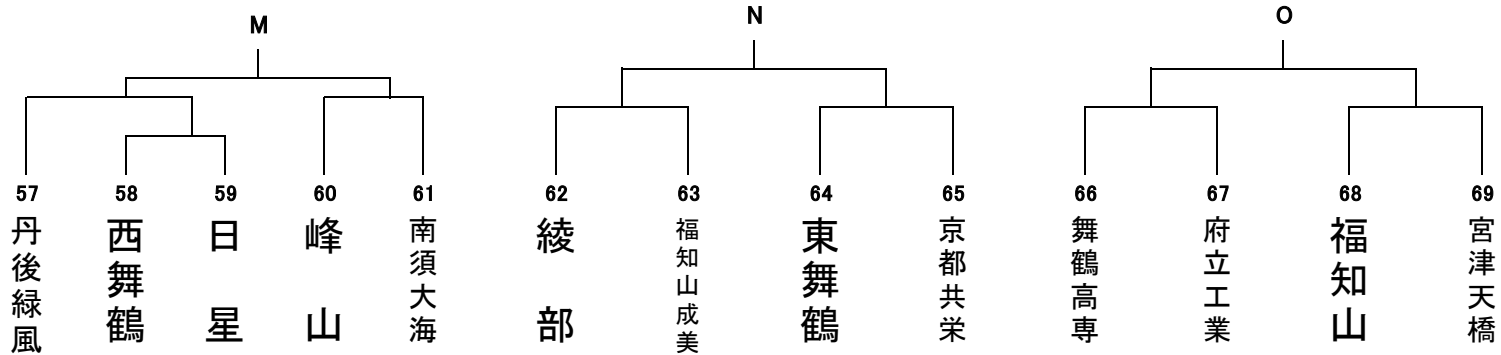 M
N
O
57
58
59
60
61
62
63
64
65
66
67
68
69
丹後緑風
西舞鶴
日星
峰山
南須大海
綾部
福知山成美
東舞鶴
京都共栄
舞鶴高専
府立工業
福知山
宮津天橋